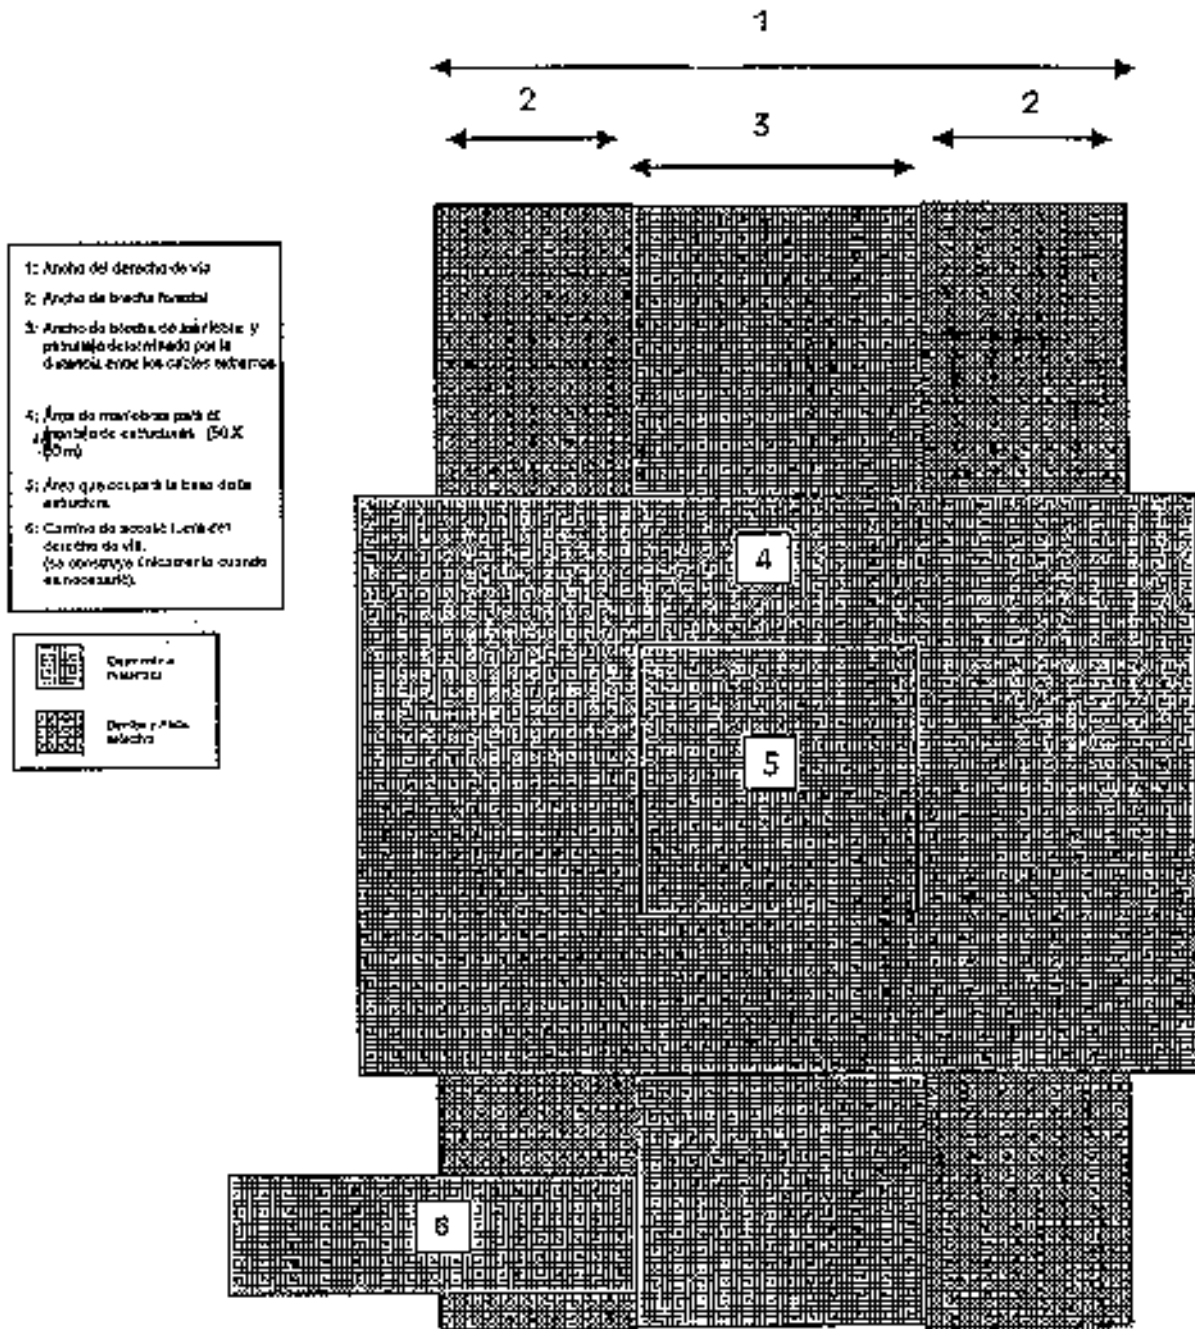 1
2
2
3
1: Ancho del derecho de vía
2: Ancho de brecha forestal
3: Ancho de brecha de maniobras y
patrullaje determinado por la
distancia entre los cables extremos
4: Área de maniobras para el
montaje de estructuras (50 X
50 m)
5: Área que ocupará la base de la
estructura.
6: Camino de acceso fuera del
derecho de vía.
(se construye únicamente cuando
es necesario).
4
5
6